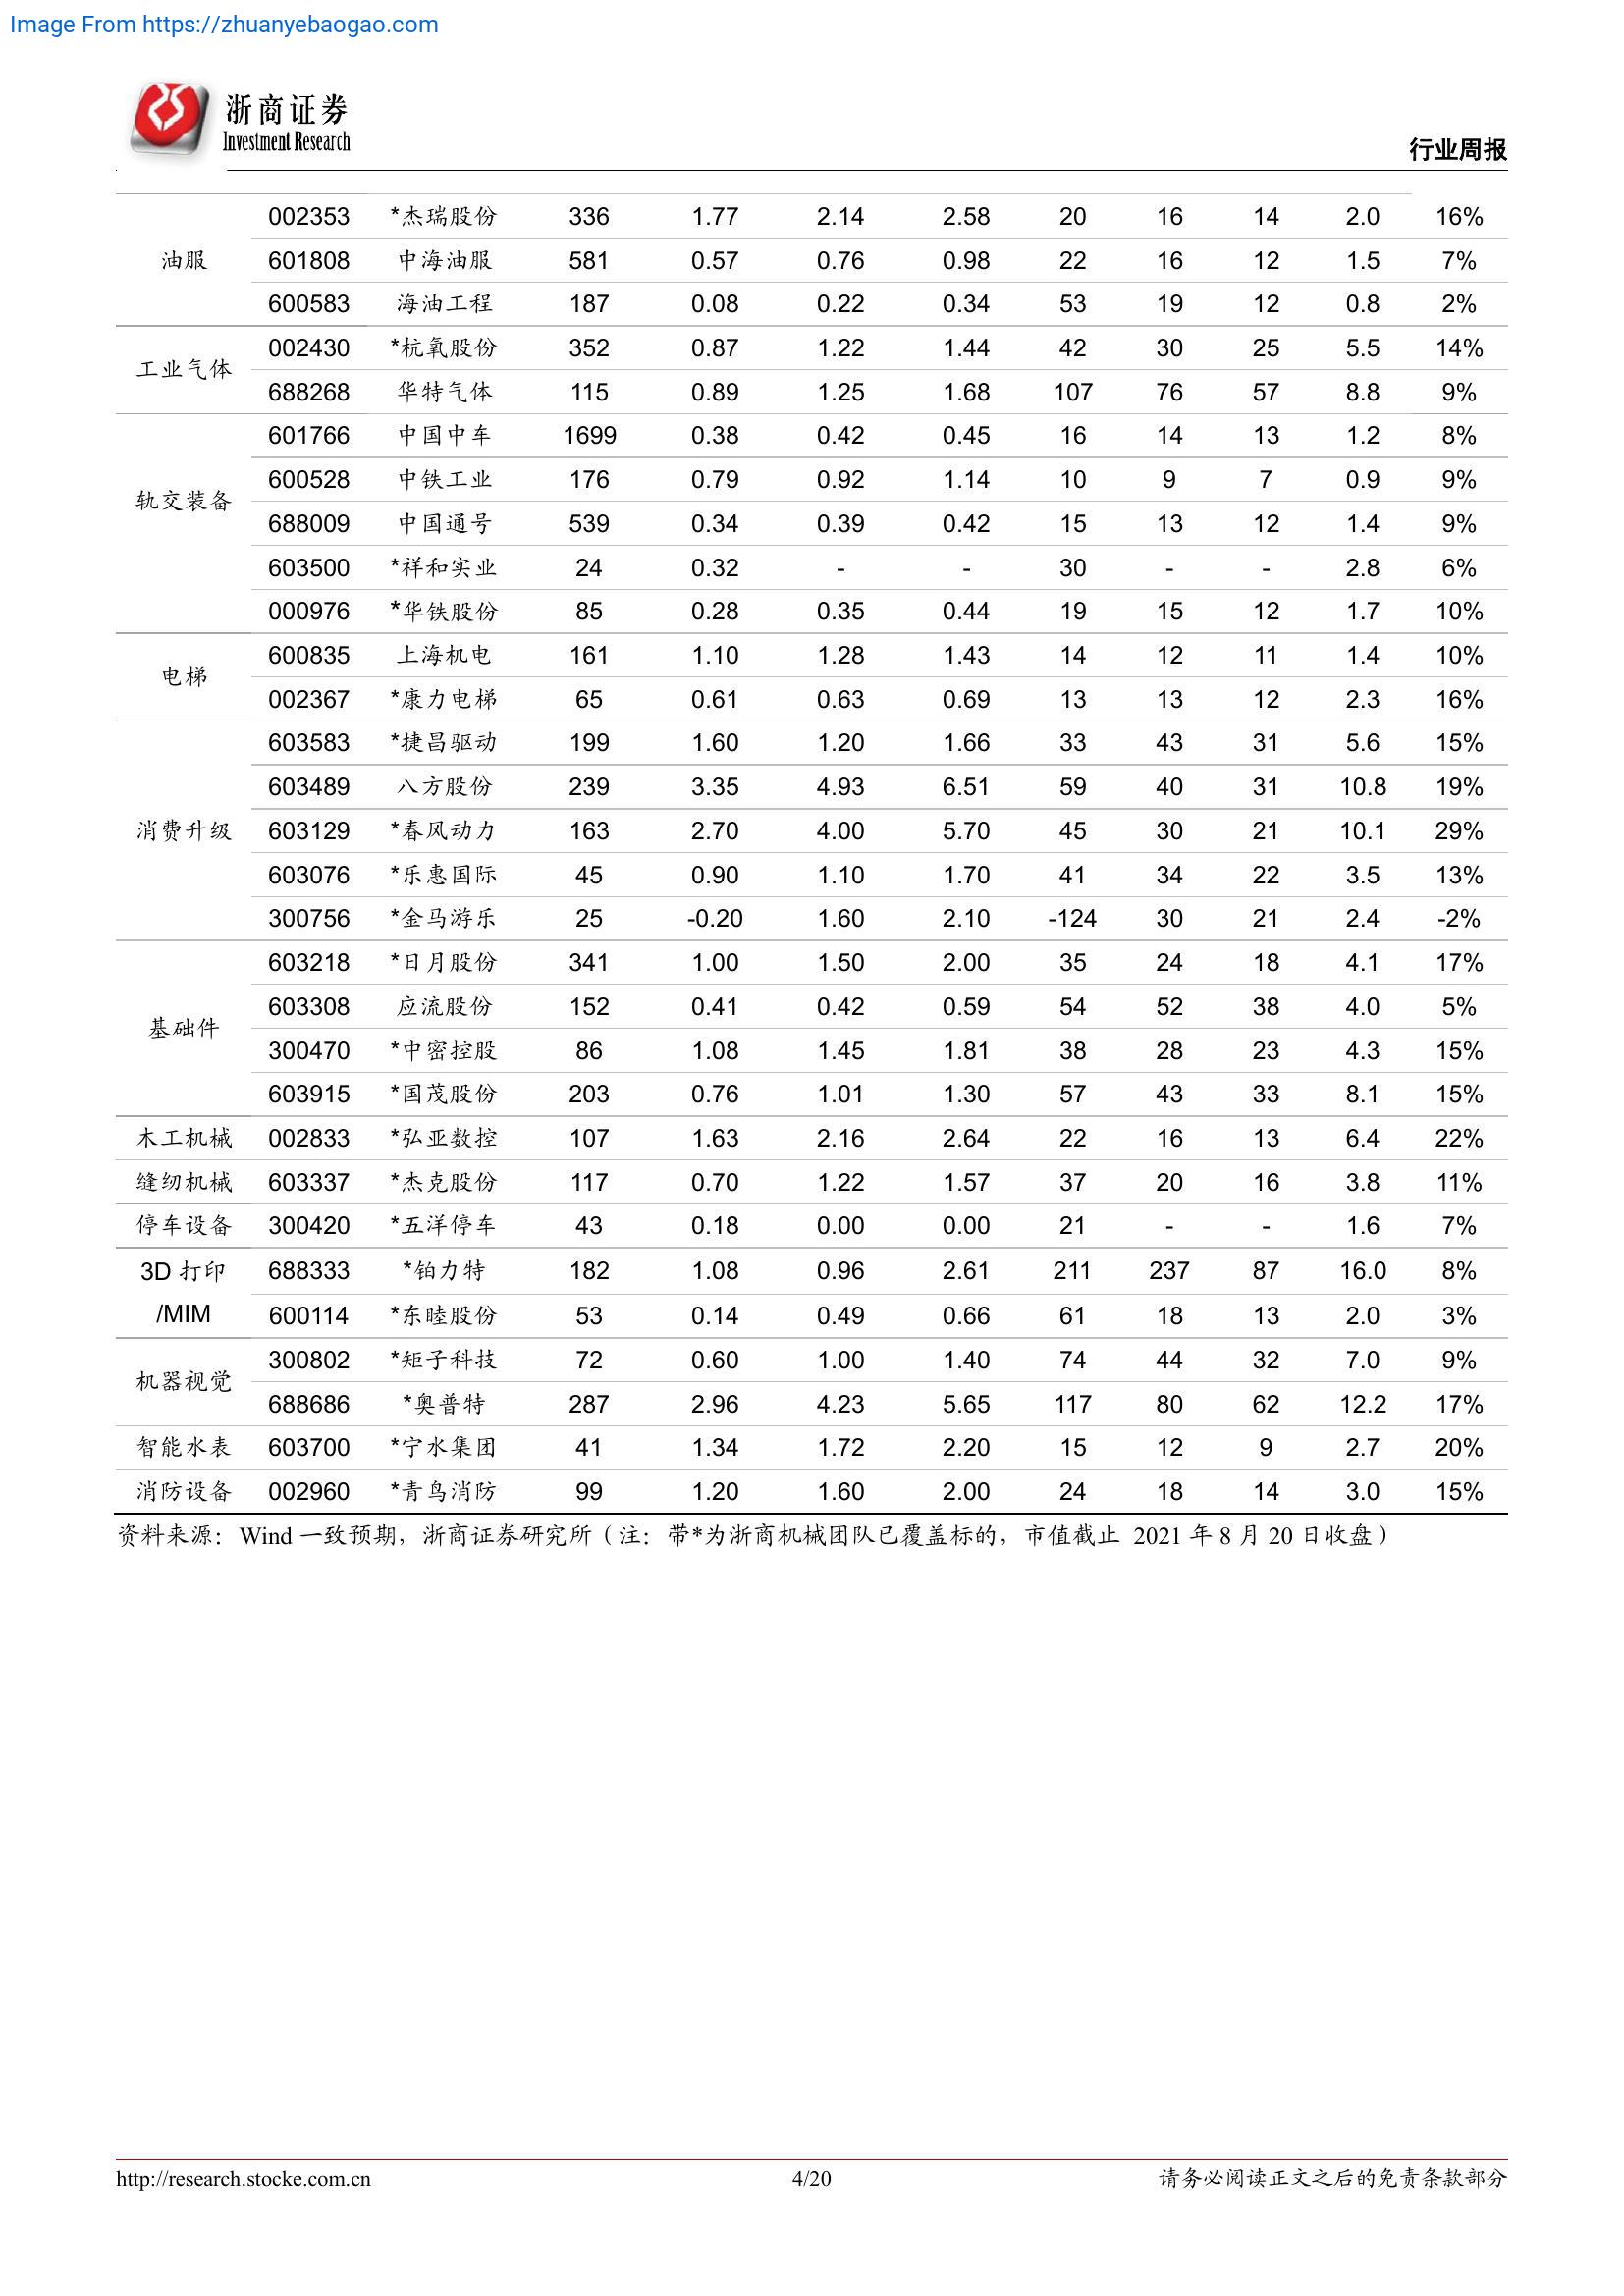 Image From https://zhuanyebaogao.com
浙商证券
Investment Research
行业周报
油服 002353 *杰瑞股份 336 1.77 2.14 2.58 20 16 14 2.0 16%
601808 中海油服 581 0.57 0.76 0.98 22 16 12 1.5 7%
600583 海油工程 187 0.08 0.22 0.34 53 19 12 0.8 2%
工业气体 002430 *杭氧股份 352 0.87 1.22 1.44 42 30 25 5.5 14%
688268 华特气体 115 0.89 1.25 1.68 107 76 57 8.8 9%
轨交装备 601766 中国中车 1699 0.38 0.42 0.45 16 14 13 1.2 8%
600528 中铁工业 176 0.79 0.92 1.14 10 9 7 0.9 9%
688009 中国通号 539 0.34 0.39 0.42 15 13 12 1.4 9%
603500 *祥和实业 24 0.32 - - 30 - - 2.8 6%
000976 *华铁股份 85 0.28 0.35 0.44 19 15 12 1.7 10%
电梯 600835 上海机电 161 1.10 1.28 1.43 14 12 11 1.4 10%
002367 *康力电梯 65 0.61 0.63 0.69 13 13 12 2.3 16%
消费升级 603583 *捷昌驱动 199 1.60 1.20 1.66 33 43 31 5.6 15%
603489 八方股份 239 3.35 4.93 6.51 59 40 31 10.8 19%
603129 *春风动力 163 2.70 4.00 5.70 45 30 21 10.1 29%
603076 *乐惠国际 45 0.90 1.10 1.70 41 34 22 3.5 13%
300756 *金马游乐 25 -0.20 1.60 2.10 -124 30 21 2.4 -2%
基础件 603218 *日月股份 341 1.00 1.50 2.00 35 24 18 4.1 17%
603308 应流股份 152 0.41 0.42 0.59 54 52 38 4.0 5%
300470 *中密控股 86 1.08 1.45 1.81 38 28 23 4.3 15%
603915 *国茂股份 203 0.76 1.01 1.30 57 43 33 8.1 15%
木工机械 002833 *弘亚数控 107 1.63 2.16 2.64 22 16 13 6.4 22%
缝纫机械 603337 *杰克股份 117 0.70 1.22 1.57 37 20 16 3.8 11%
停车设备 300420 *五洋停车 43 0.18 0.00 0.00 21 - - 1.6 7%
3D 打印 688333 *铂力特 182 1.08 0.96 2.61 211 237 87 16.0 8%
/MIM 600114 *东睦股份 53 0.14 0.49 0.66 61 18 13 2.0 3%
机器视觉 300802 *矩子科技 72 0.60 1.00 1.40 74 44 32 7.0 9%
688686 *奥普特 287 2.96 4.23 5.65 117 80 62 12.2 17%
智能水表 603700 *宁水集团 41 1.34 1.72 2.20 15 12 9 2.7 20%
消防设备 002960 *青鸟消防 99 1.20 1.60 2.00 24 18 14 3.0 15%
资料来源：Wind 一致预期，浙商证券研究所（注：带*为浙商机械团队已覆盖标的，市值截止 2021 年 8 月 20 日收盘）
http://research.stocke.com.cn 4/20 请务必阅读正文之后的免责条款部分